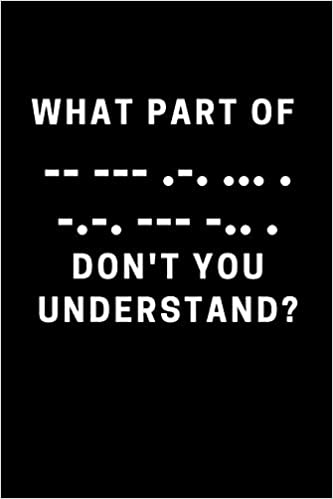 WHAT PART OF
-- --- .-. ... .
-.-. --- -.. .
DON'T YOU
UNDERSTAND?